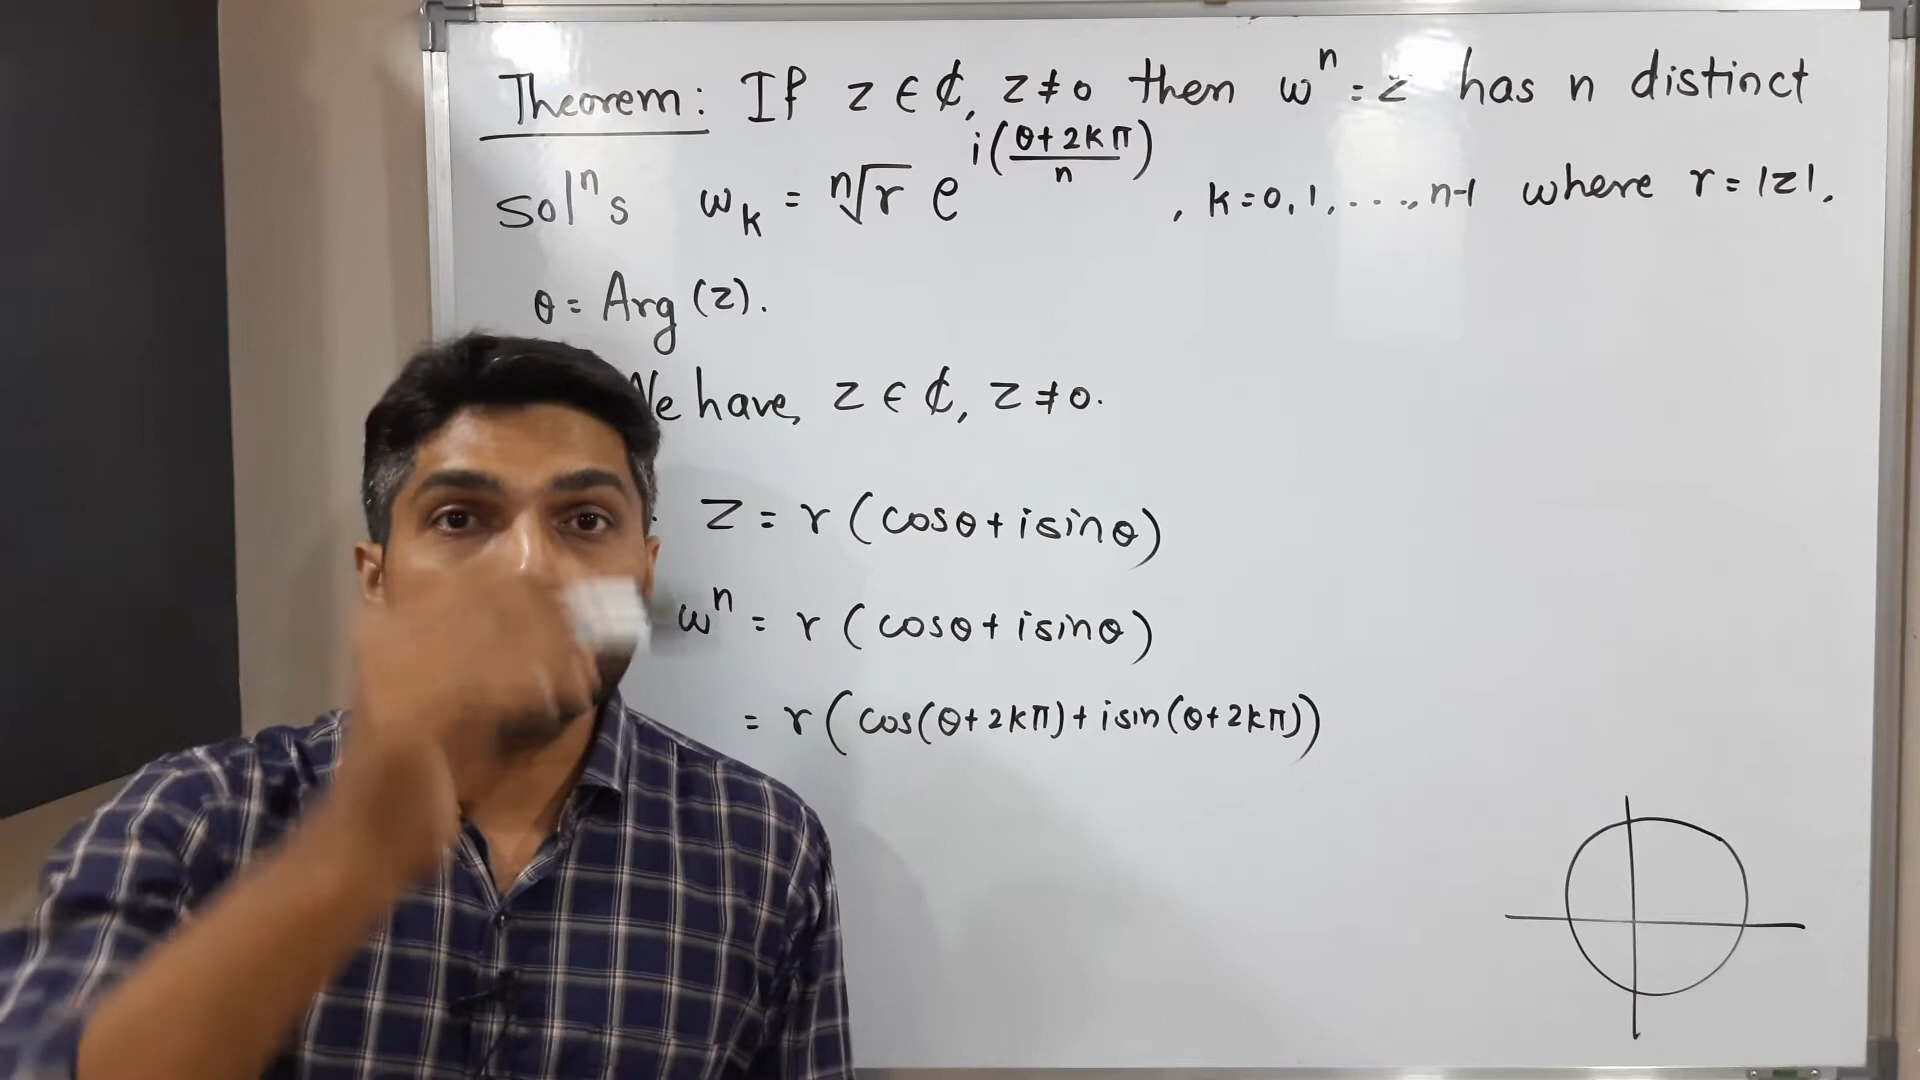 Theorem: If z ∈ ℂ, z ≠ 0 then wⁿ = z has n distinct
solⁿs w_k = ⁿ√r e^{i((θ+2kπ)/n)}, k=0,1,...., n-1 where r = |z|,
θ = Arg (z).
We have, z ∈ ℂ, z ≠ 0.
z = r (cosθ + i sinθ)
wⁿ = r (cosθ + i sinθ)
= r (cos(θ+2kπ) + i sin(θ+2kπ))